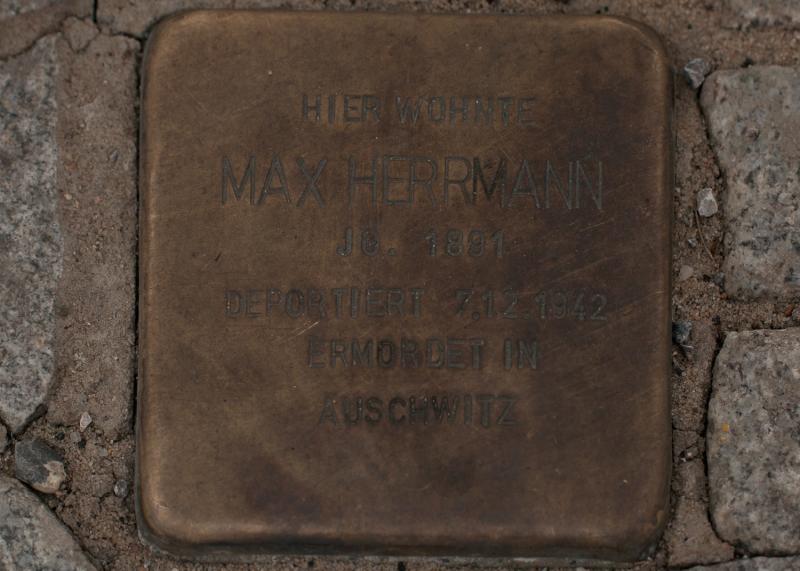 HIER WOHNTE
MAX HERRMANN
JG. 1891
DEPORTIERT 7.12.1942
ERMORDET IN
AUSCHWITZ